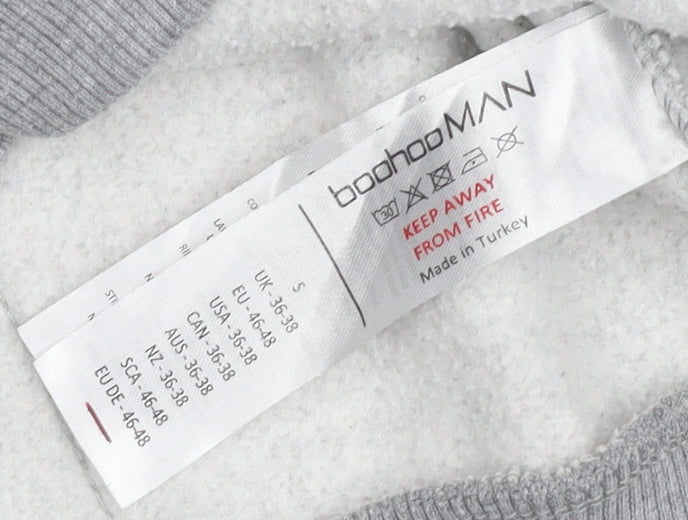 boohooMAN
30
KEEP AWAY
FROM FIRE
Made in Turkey
S
UK - 36-38
EU - 46-48
USA - 36-38
CAN - 36-38
AUS - 36-38
NZ - 36-38
SCA - 46-48
EU DE - 46-48